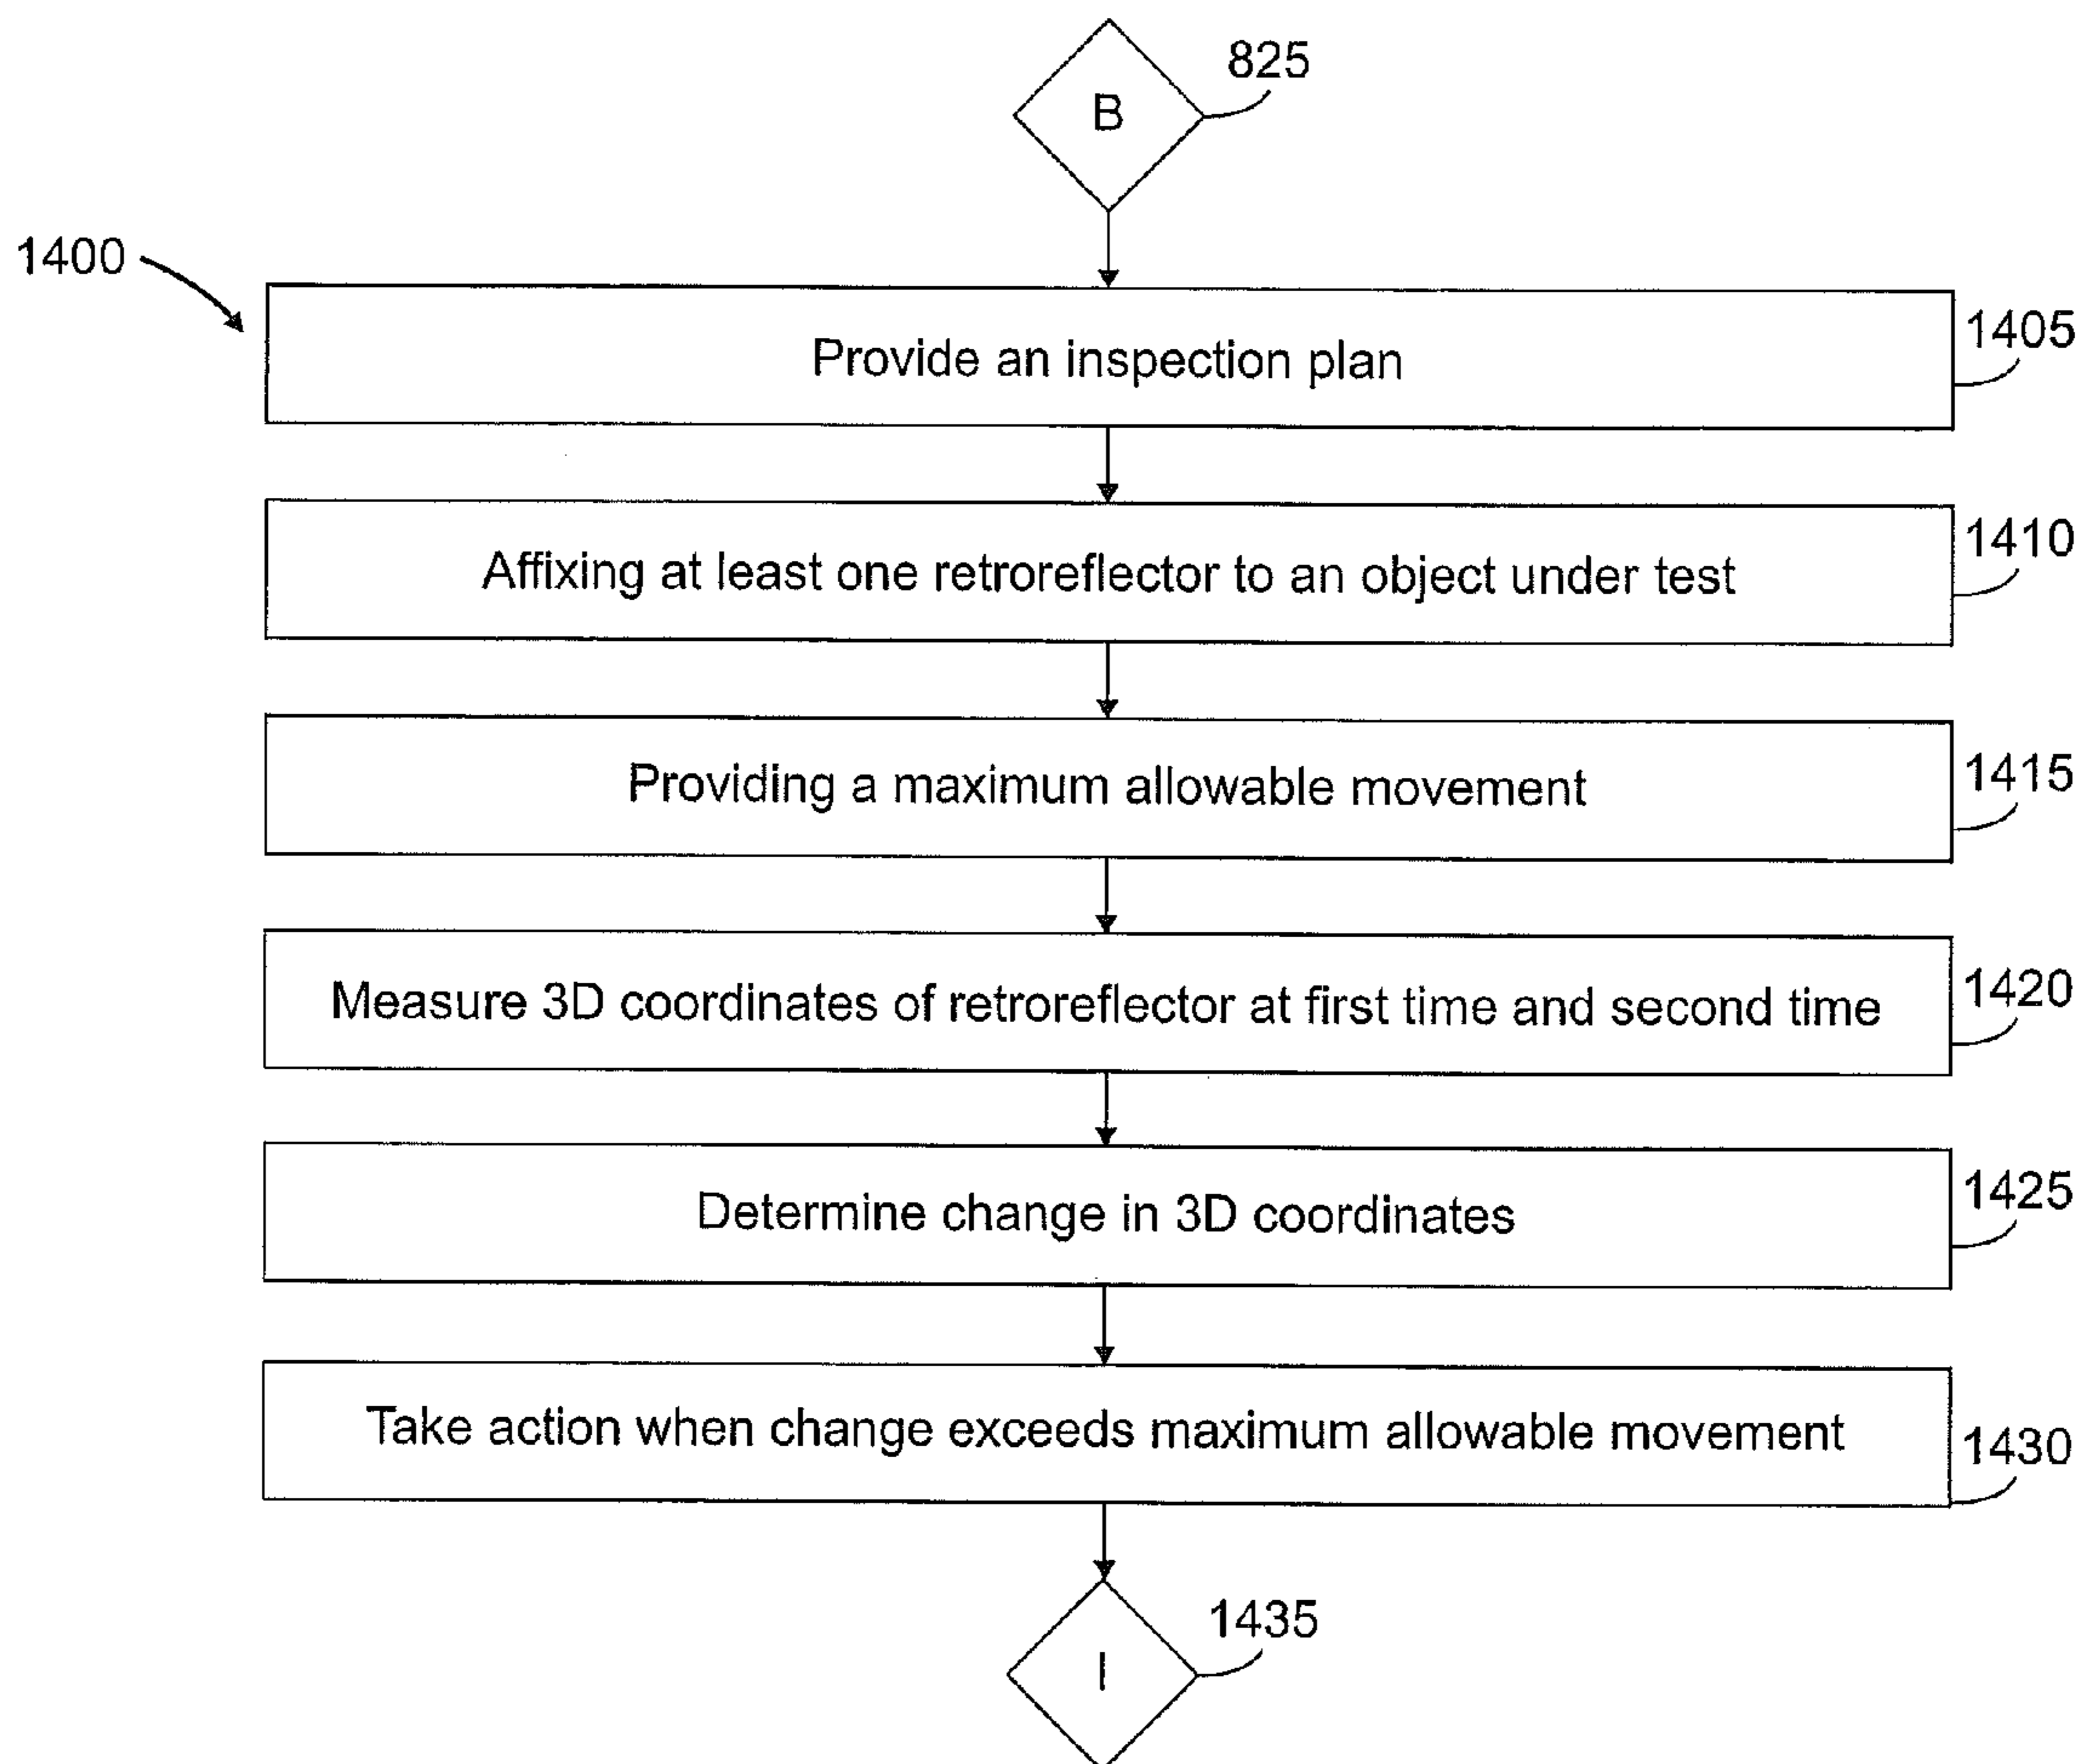 B
825
1400
Provide an inspection plan
1405
Affixing at least one retroreflector to an object under test
1410
Providing a maximum allowable movement
1415
Measure 3D coordinates of retroreflector at first time and second time
1420
Determine change in 3D coordinates
1425
Take action when change exceeds maximum allowable movement
1430
I
1435